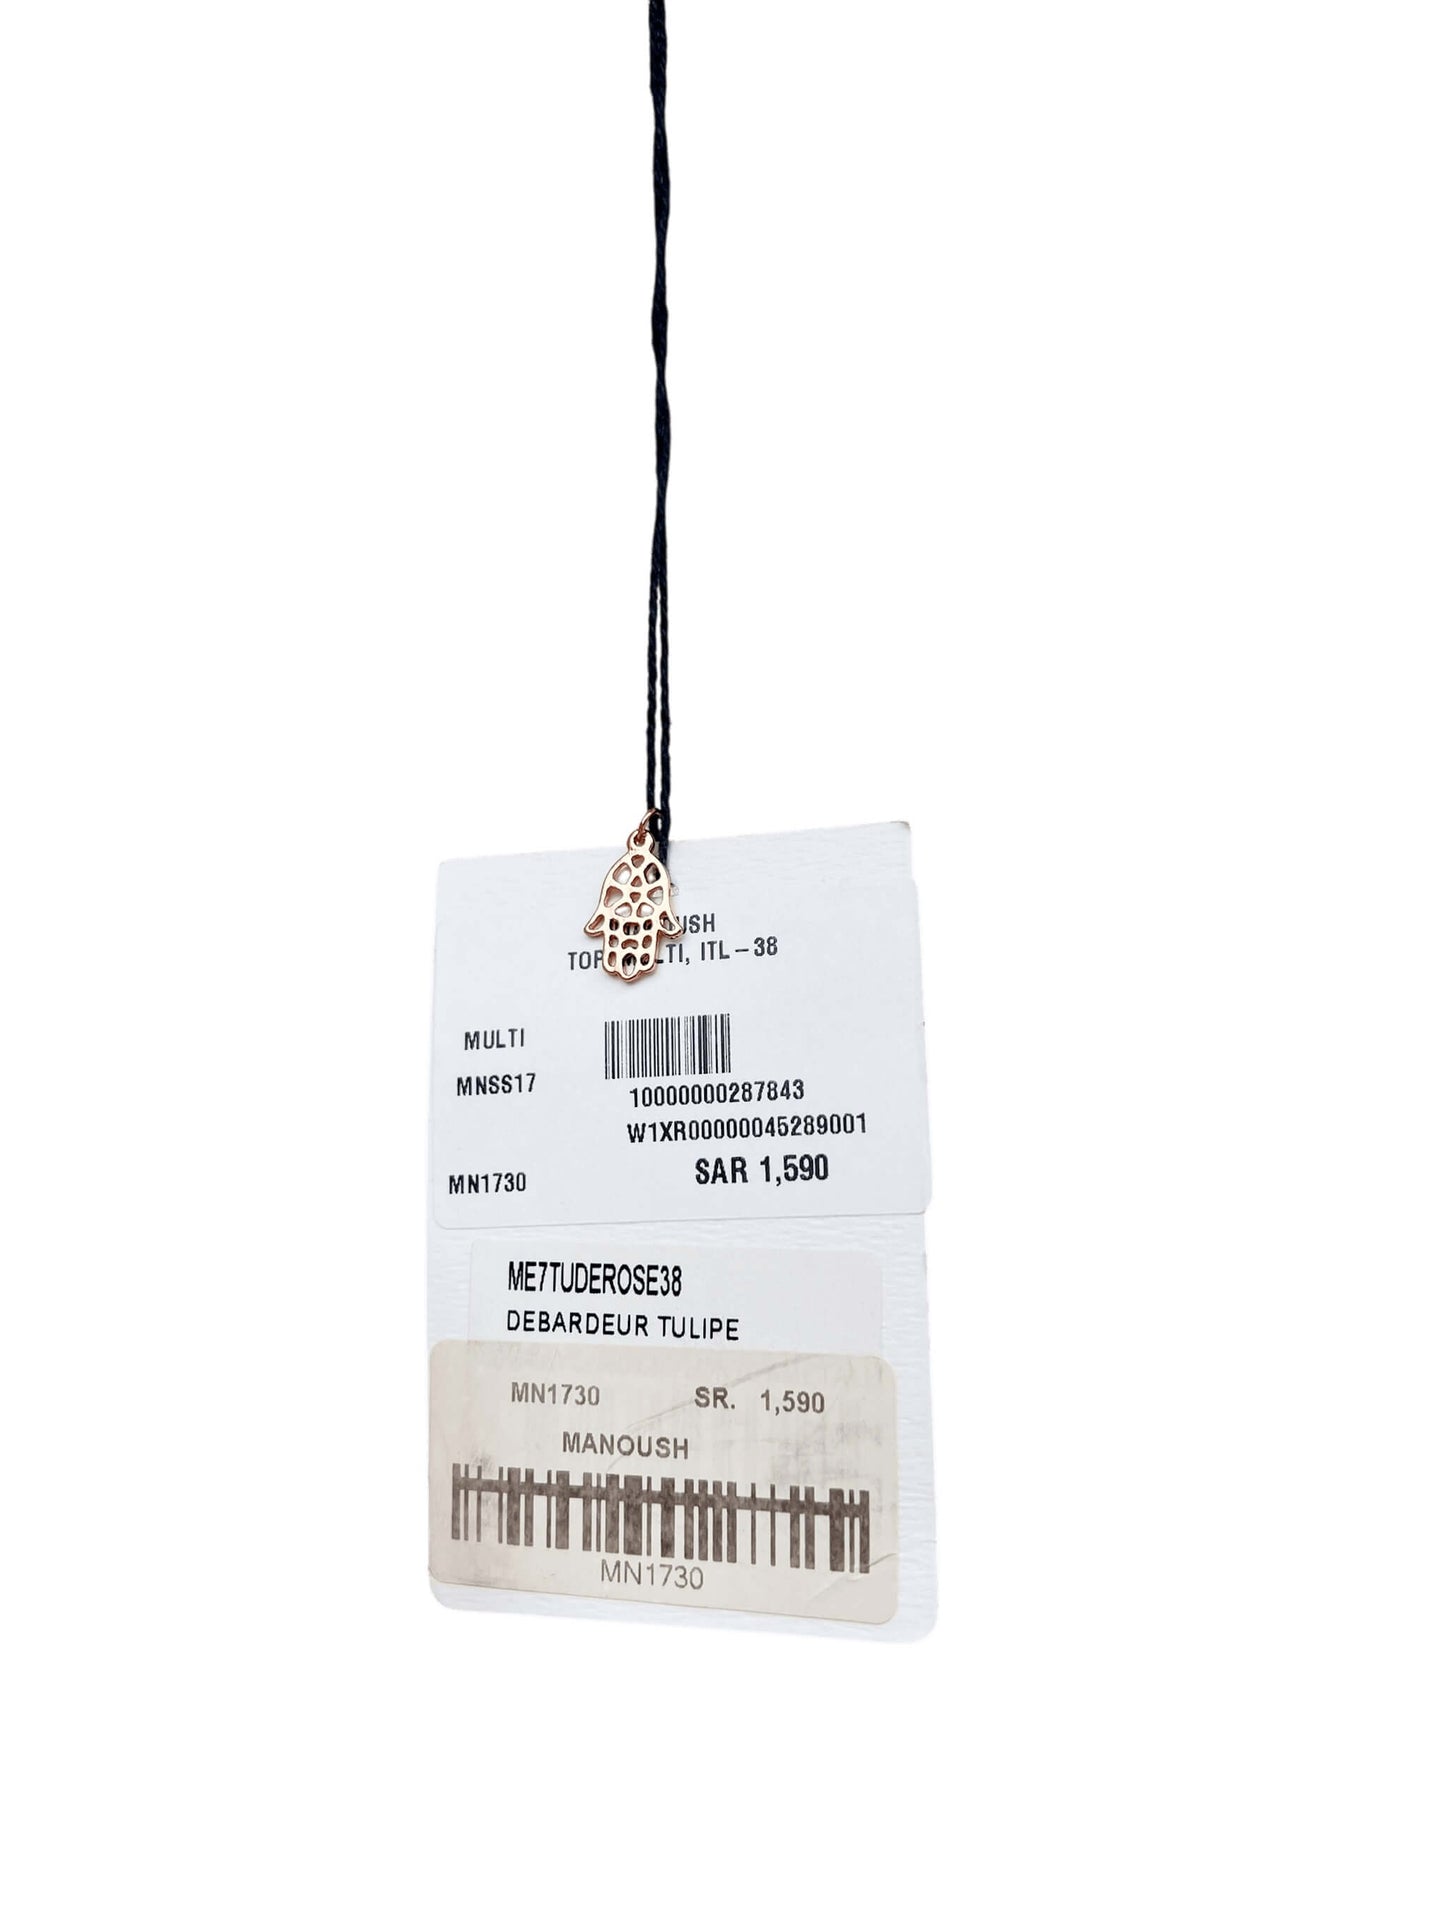 USH
TOP LTI, ITL – 38
MULTI
MNSS17
10000000287843
W1XR00000045289001
MN1730
SAR 1,590
ME7TUDEROSE38
DEBARDEUR TULIPE
MN1730 SR. 1,590
MANOUSH
MN1730